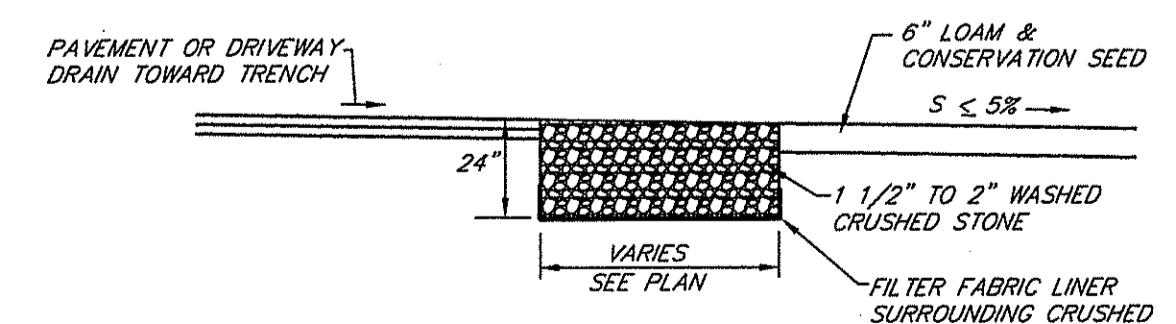 PAVEMENT OR DRIVEWAY
DRAIN TOWARD TRENCH
6" LOAM &
CONSERVATION SEED
S ≤ 5%
24"
1 1/2" TO 2" WASHED
CRUSHED STONE
VARIES
SEE PLAN
FILTER FABRIC LINER
SURROUNDING CRUSHED